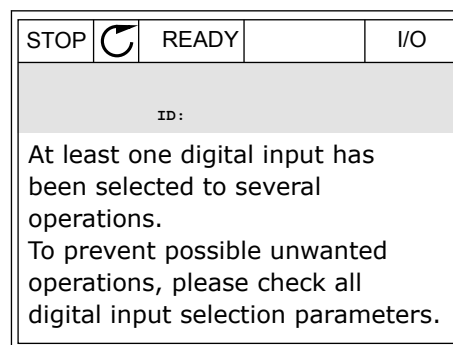 STOP READY I/O
ID:
At least one digital input has
been selected to several
operations.
To prevent possible unwanted
operations, please check all
digital input selection parameters.